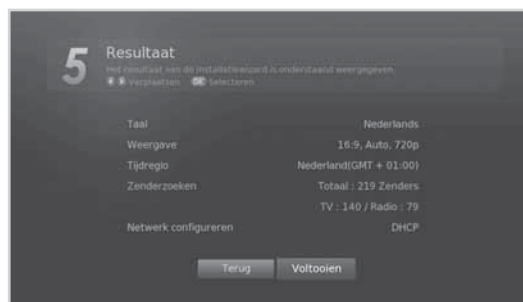 5 Resultaat
Het resultaat van de installatiewizard is onderstaand weergegeven.
Verplaatsen OK Selecteren
Taal Nederlands
Weergave 16:9, Auto, 720p
Tijdregio Nederland(GMT + 01:00)
Zenderzoeken Totaal : 219 Zenders
TV : 140 / Radio : 79
Netwerk configureren DHCP
Terug Voltooien